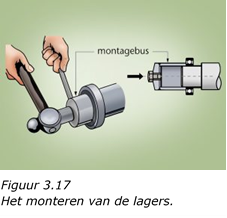 montagebus
Figuur 3.17
Het monteren van de lagers.